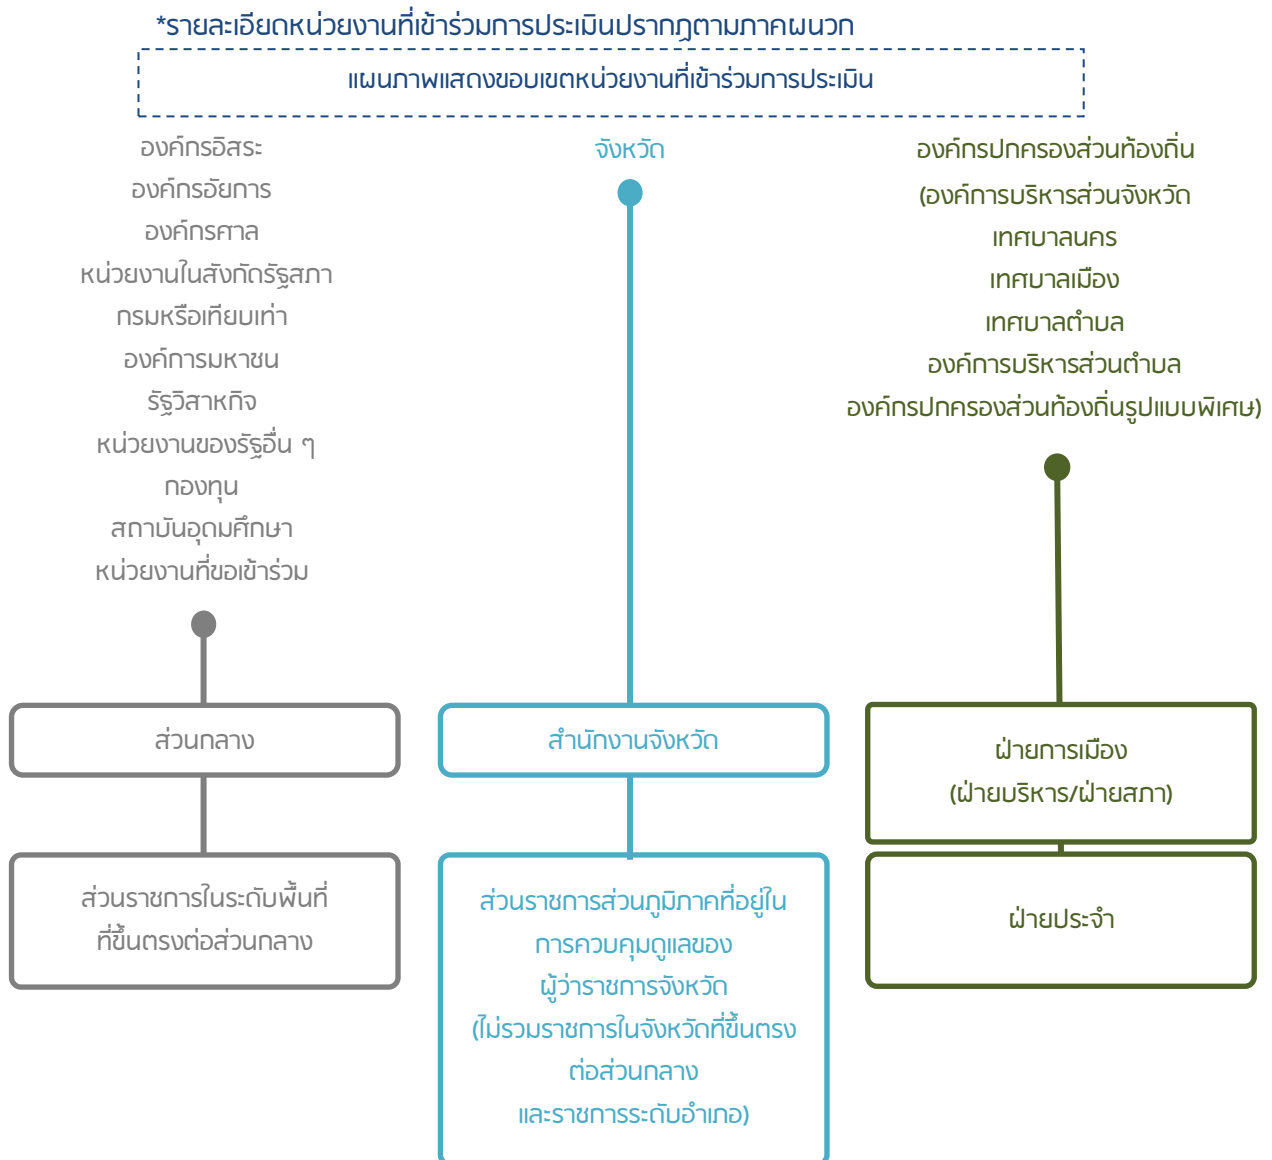 *รายละเอียดหน่วยงานที่เข้าร่วมการประเมินปรากฏตามภาคผนวก
แผนภาพแสดงขอบเขตหน่วยงานที่เข้าร่วมการประเมิน
องค์กรอิสระ
องค์กรอัยการ
องค์กรศาล
หน่วยงานในสังกัดรัฐสภา
กรมหรือเทียบเท่า
องค์การมหาชน
รัฐวิสาหกิจ
หน่วยงานของรัฐอื่น ๆ
กองทุน
สถาบันอุดมศึกษา
หน่วยงานที่ขอเข้าร่วม
ส่วนกลาง
ส่วนราชการในระดับพื้นที่
ที่ขึ้นตรงต่อส่วนกลาง
จังหวัด
สำนักงานจังหวัด
ส่วนราชการส่วนภูมิภาคที่อยู่ใน
การควบคุมดูแลของ
ผู้ว่าราชการจังหวัด
(ไม่รวมราชการในจังหวัดที่ขึ้นตรง
ต่อส่วนกลาง
และราชการระดับอำเภอ)
องค์กรปกครองส่วนท้องถิ่น
(องค์การบริหารส่วนจังหวัด
เทศบาลนคร
เทศบาลเมือง
เทศบาลตำบล
องค์การบริหารส่วนตำบล
องค์กรปกครองส่วนท้องถิ่นรูปแบบพิเศษ)
ฝ่ายการเมือง
(ฝ่ายบริหาร/ฝ่ายสภา)
ฝ่ายประจำ